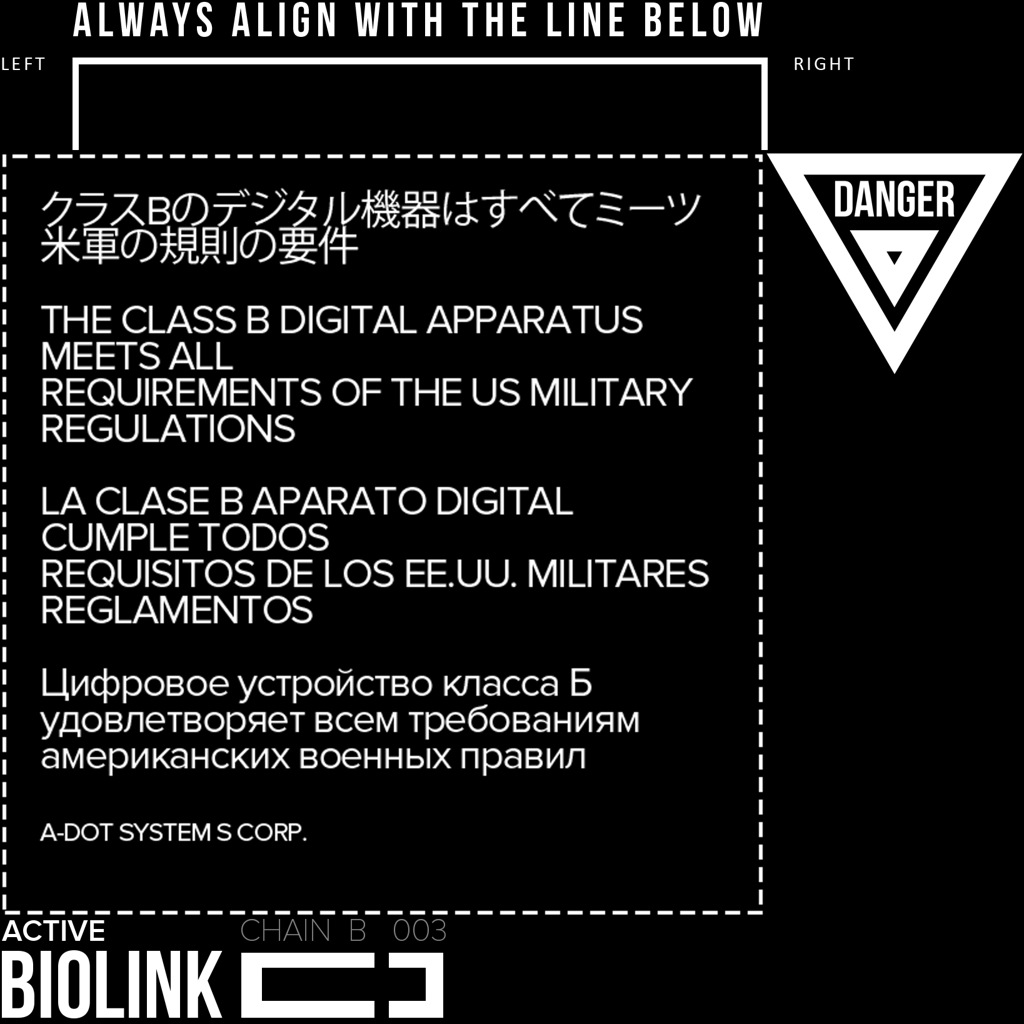 ALWAYS ALIGN WITH THE LINE BELOW
LEFT
RIGHT
DANGER
クラスBのデジタル機器はすべてミーツ
米軍の規則の要件
THE CLASS B DIGITAL APPARATUS
MEETS ALL
REQUIREMENTS OF THE US MILITARY
REGULATIONS
LA CLASE B APARATO DIGITAL
CUMPLE TODOS
REQUISITOS DE LOS EE.UU. MILITARES
REGLAMENTOS
Цифровое устройство класса Б
удовлетворяет всем требованиям
американских военных правил
A-DOT SYSTEM S CORP.
ACTIVE
CHAIN B 003
BIOLINK